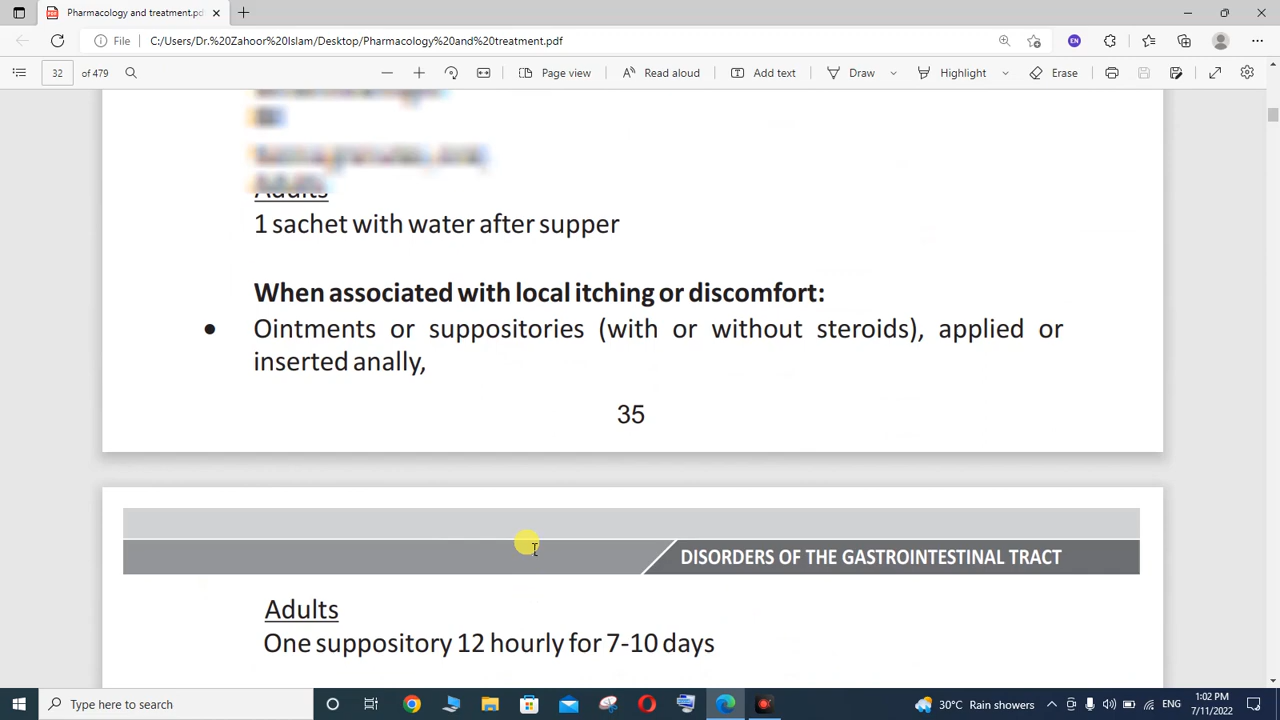 Pharmacology and treatment.pd
File
C:/Users/Dr.%20Zahoor%20Islam/Desktop/Pharmacology%20and%20treatment.pdf
EN
32
of 479
Page view
Read aloud
Add text
Draw
Highlight
Erase
Adults
1 sachet with water after supper
When associated with local itching or discomfort:
• Ointments or suppositories (with or without steroids), applied or
inserted anally,
35
DISORDERS OF THE GASTROINTESTINAL TRACT
Adults
One suppository 12 hourly for 7-10 days
Type here to search
30°C Rain showers
ENG
1:02 PM
7/11/2022